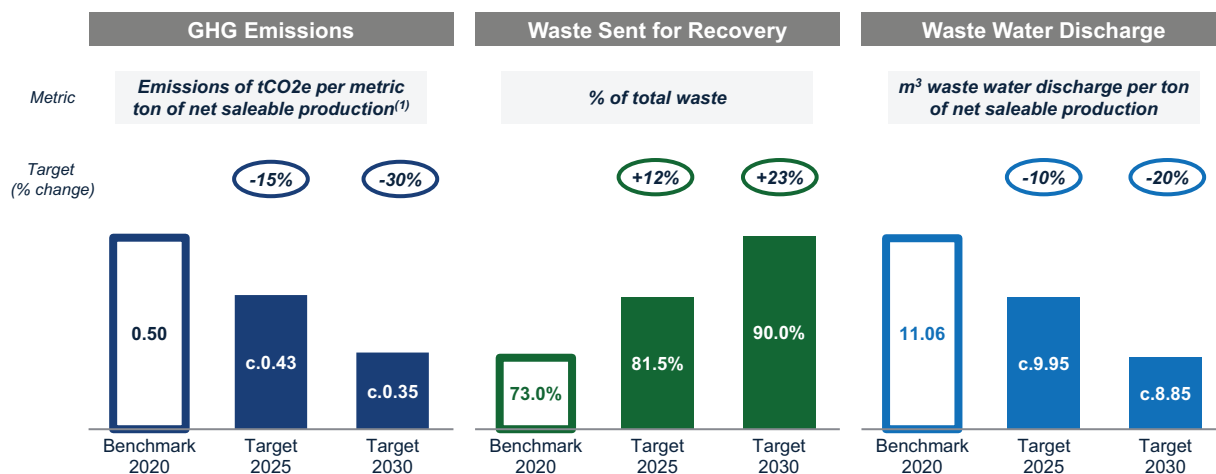 GHG Emissions
Waste Sent for Recovery
Waste Water Discharge
Metric
Emissions of tCO2e per metric
ton of net saleable production(1)
% of total waste
m³ waste water discharge per ton
of net saleable production
Target
(% change)
-15%
-30%
+12%
+23%
-10%
-20%
0.50
c.0.43
c.0.35
73.0%
81.5%
90.0%
11.06
c.9.95
c.8.85
Benchmark
2020
Target
2025
Target
2030
Benchmark
2020
Target
2025
Target
2030
Benchmark
2020
Target
2025
Target
2030